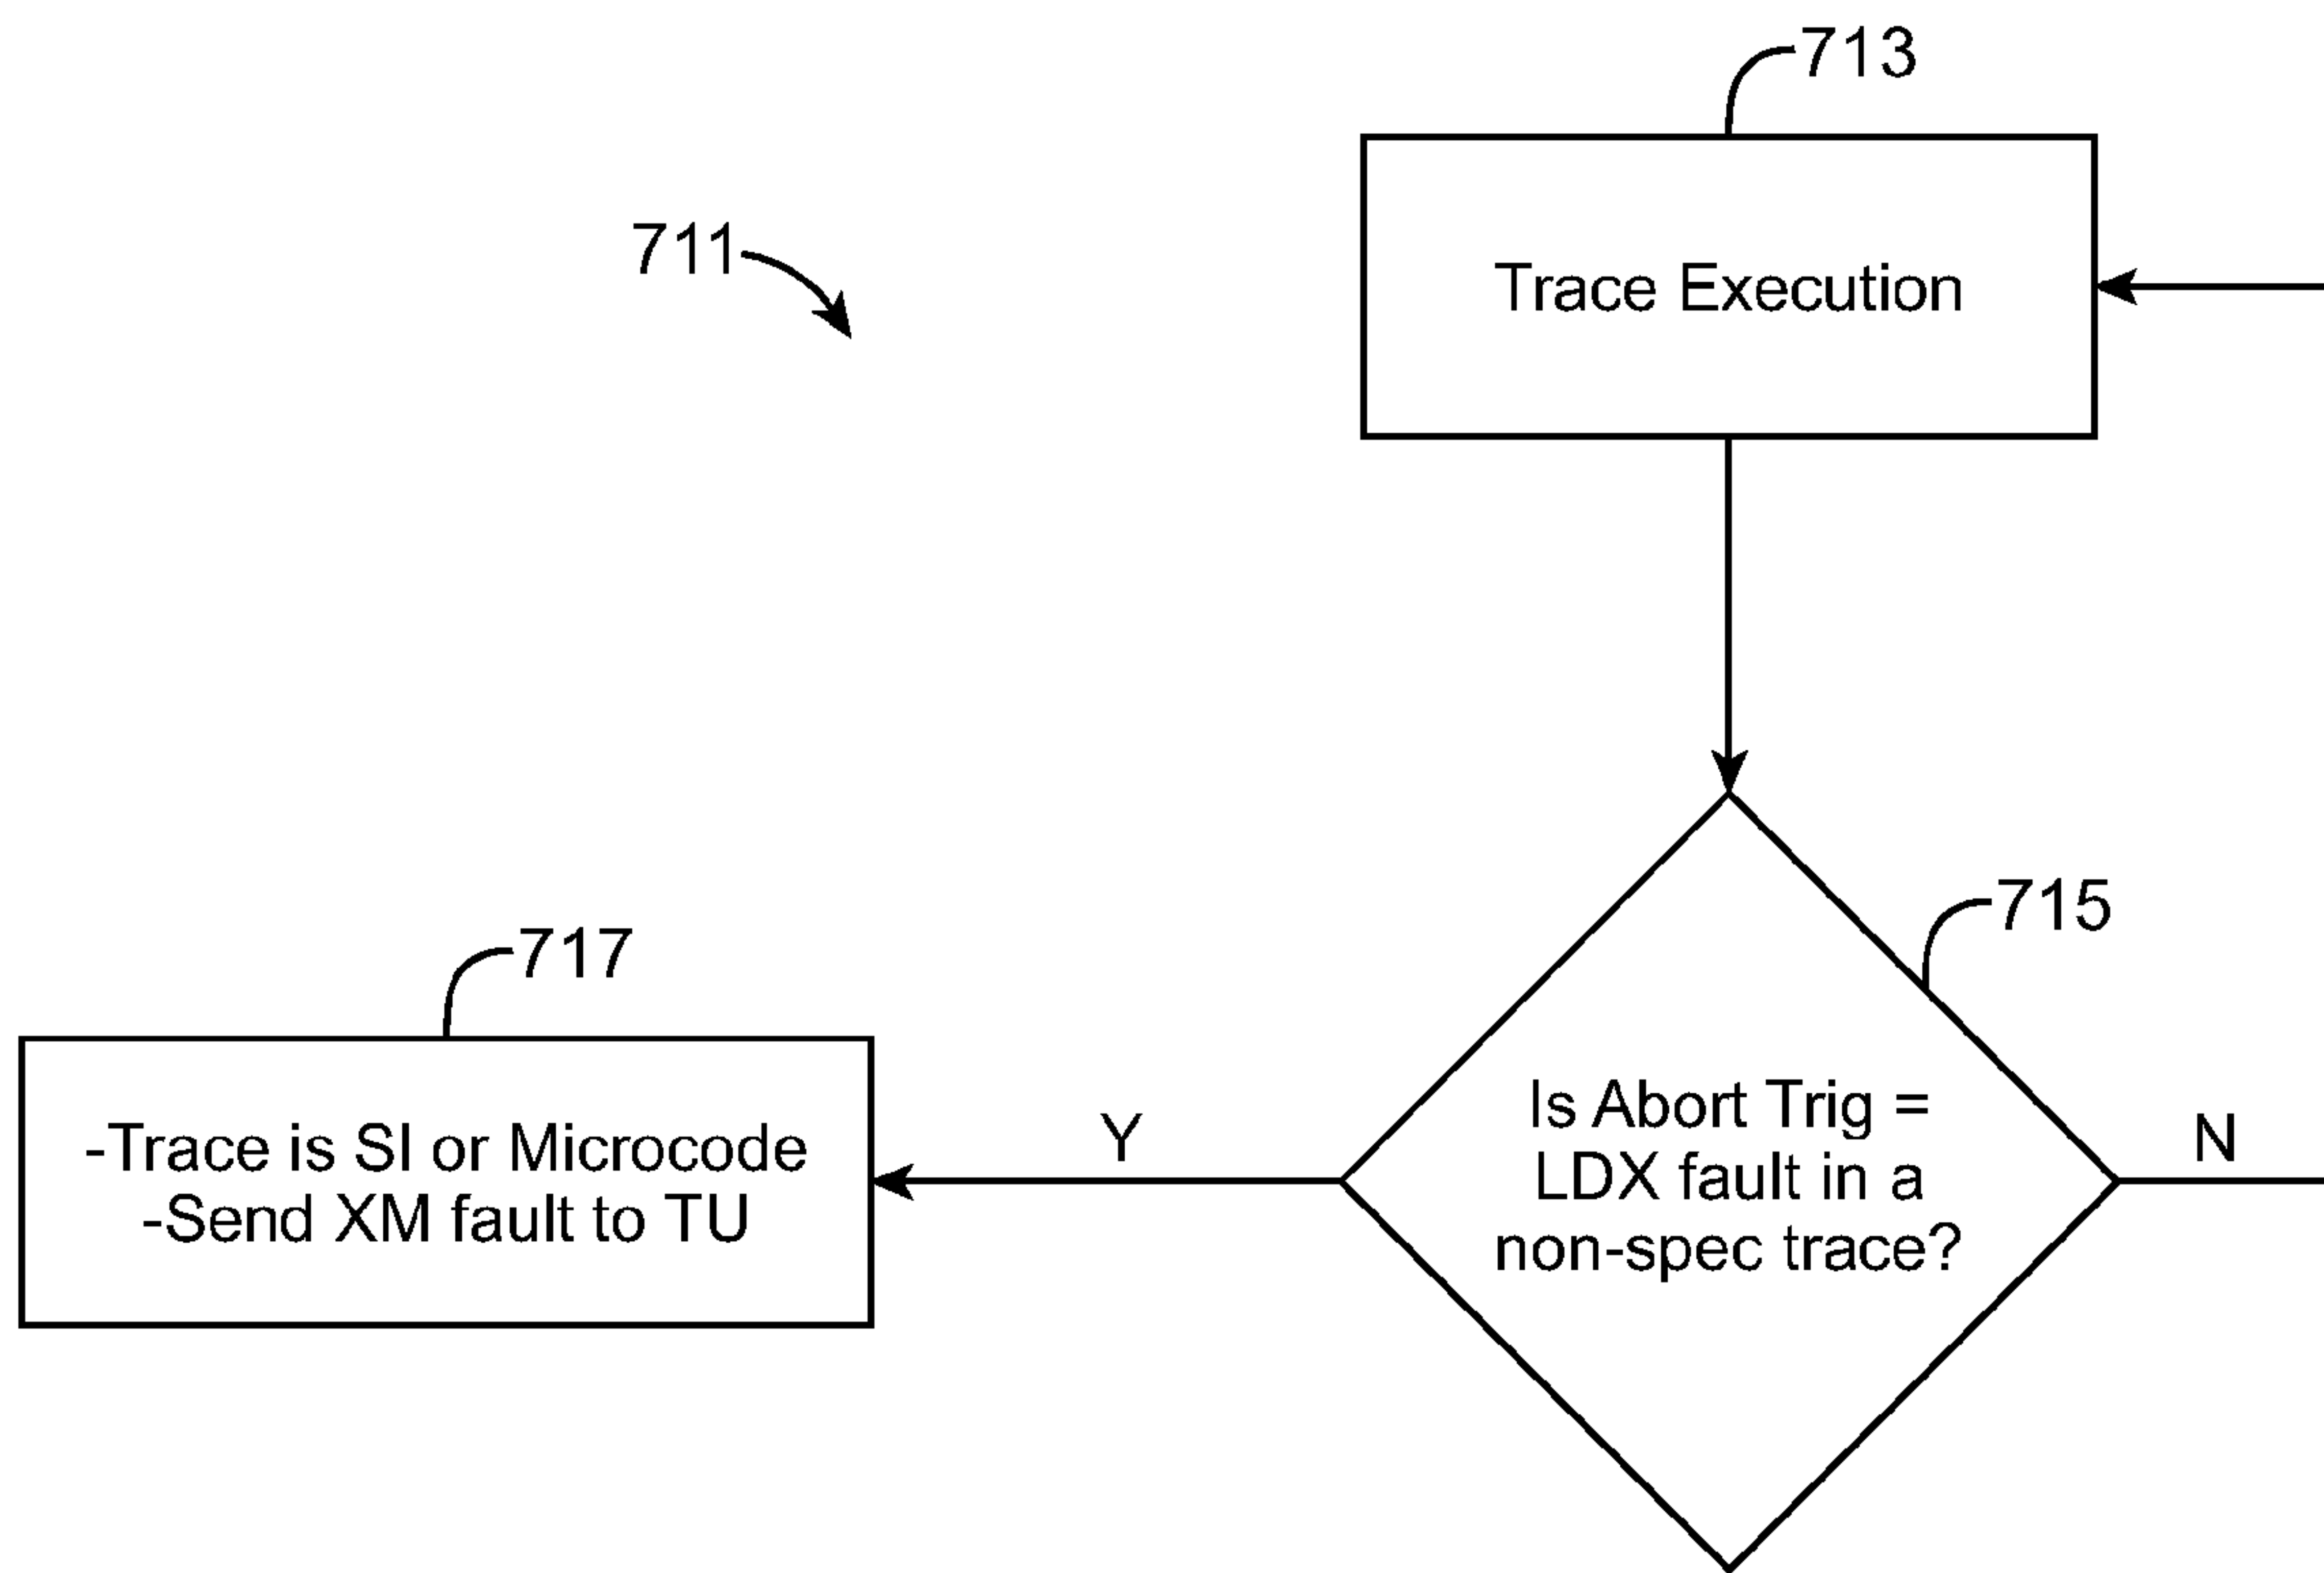 713
711
Trace Execution
715
717
Is Abort Trig =
LDX fault in a
non-spec trace?
Y
N
-Trace is SI or Microcode
-Send XM fault to TU